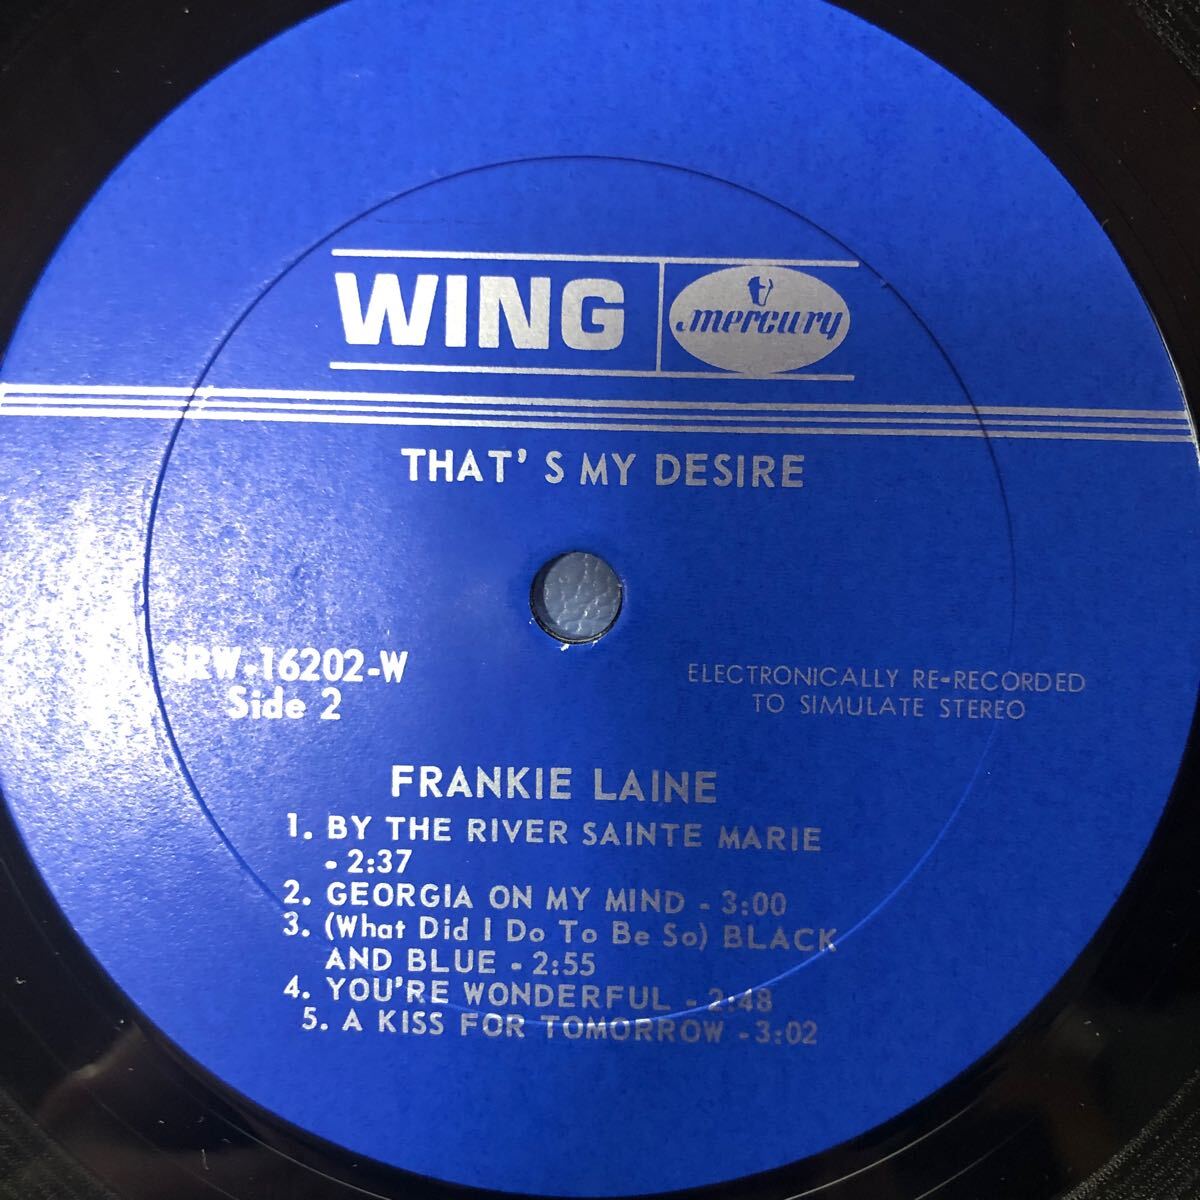 WING mercury
THAT'S MY DESIRE
SRW-16202-W
Side 2
ELECTRONICALLY RE-RECORDED
TO SIMULATE STEREO
FRANKIE LAINE
1. BY THE RIVER SAINTE MARIE
- 2:37
2. GEORGIA ON MY MIND - 3:00
3. (What Did I Do To Be So) BLACK
AND BLUE - 2:55
4. YOU'RE WONDERFUL - 2:48
5. A KISS FOR TOMORROW - 3:02